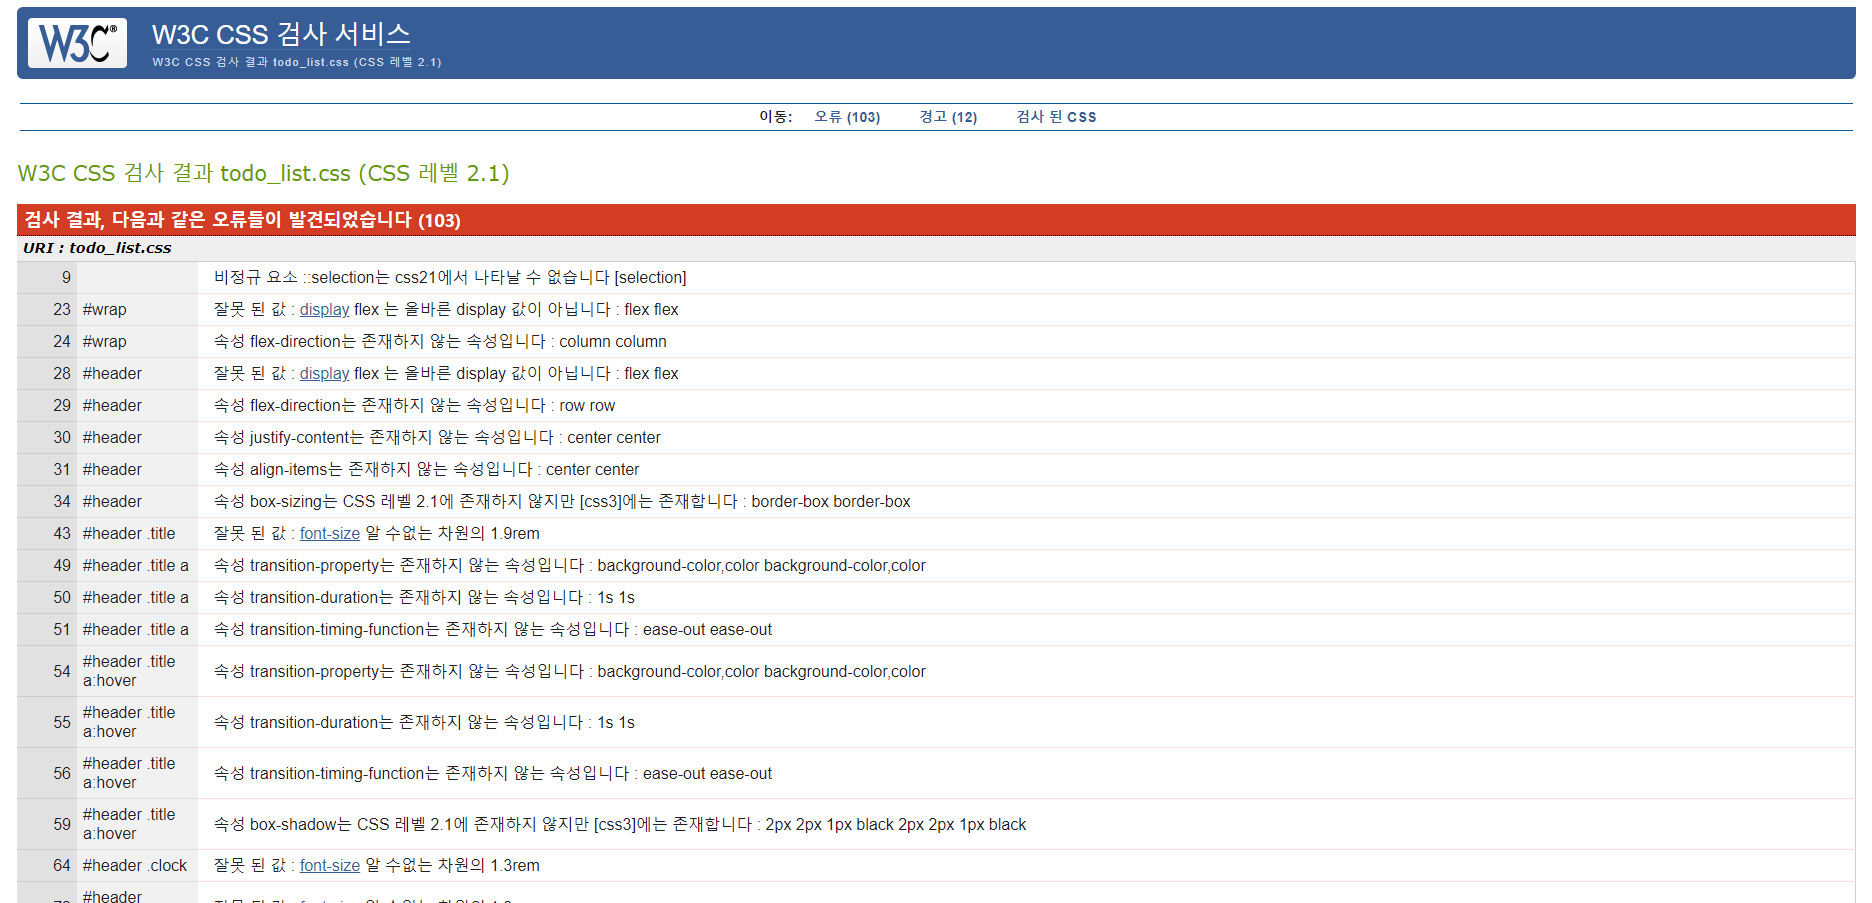 W3C®
W3C CSS 검사 서비스
W3C CSS 검사 결과 todo_list.css (CSS 레벨 2.1)
이동: 오류 (103) 경고 (12) 검사 된 CSS
W3C CSS 검사 결과 todo_list.css (CSS 레벨 2.1)
검사 결과, 다음과 같은 오류들이 발견되었습니다 (103)
URI : todo_list.css
9 비정규 요소 ::selection는 css21에서 나타날 수 없습니다 [selection]
23 #wrap 잘못 된 값 : display flex 는 올바른 display 값이 아닙니다 : flex flex
24 #wrap 속성 flex-direction는 존재하지 않는 속성입니다 : column column
28 #header 잘못 된 값 : display flex 는 올바른 display 값이 아닙니다 : flex flex
29 #header 속성 flex-direction는 존재하지 않는 속성입니다 : row row
30 #header 속성 justify-content는 존재하지 않는 속성입니다 : center center
31 #header 속성 align-items는 존재하지 않는 속성입니다 : center center
34 #header 속성 box-sizing는 CSS 레벨 2.1에 존재하지 않지만 [css3]에는 존재합니다 : border-box border-box
43 #header .title 잘못 된 값 : font-size 알 수없는 차원의 1.9rem
49 #header .title a 속성 transition-property는 존재하지 않는 속성입니다 : background-color,color background-color,color
50 #header .title a 속성 transition-duration는 존재하지 않는 속성입니다 : 1s 1s
51 #header .title a 속성 transition-timing-function는 존재하지 않는 속성입니다 : ease-out ease-out
54 #header .title a:hover 속성 transition-property는 존재하지 않는 속성입니다 : background-color,color background-color,color
55 #header .title a:hover 속성 transition-duration는 존재하지 않는 속성입니다 : 1s 1s
56 #header .title a:hover 속성 transition-timing-function는 존재하지 않는 속성입니다 : ease-out ease-out
59 #header .title a:hover 속성 box-shadow는 CSS 레벨 2.1에 존재하지 않지만 [css3]에는 존재합니다 : 2px 2px 1px black 2px 2px 1px black
64 #header .clock 잘못 된 값 : font-size 알 수없는 차원의 1.3rem
#header